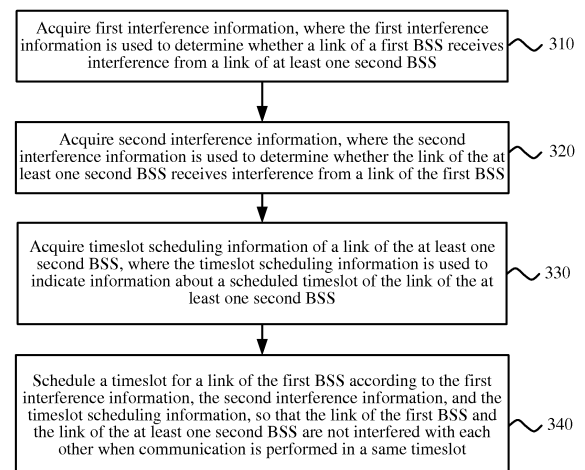 Acquire first interference information, where the first interference
information is used to determine whether a link of a first BSS receives
interference from a link of at least one second BSS
310
Acquire second interference information, where the second
interference information is used to determine whether the link of the at
least one second BSS receives interference from a link of the first BSS
320
Acquire timeslot scheduling information of a link of the at least one
second BSS, where the timeslot scheduling information is used to
indicate information about a scheduled timeslot of the link of the at
least one second BSS
330
Schedule a timeslot for a link of the first BSS according to the first
interference information, the second interference information, and the
timeslot scheduling information, so that the link of the first BSS and
the link of the at least one second BSS are not interfered with each
other when communication is performed in a same timeslot
340